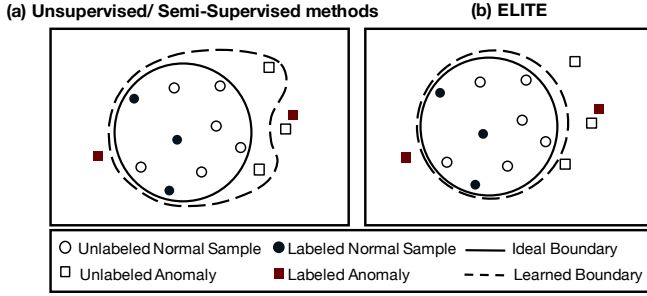 (a) Unsupervised/ Semi-Supervised methods
(b) ELITE
Unlabeled Normal Sample
Labeled Normal Sample
Ideal Boundary
Unlabeled Anomaly
Labeled Anomaly
Learned Boundary